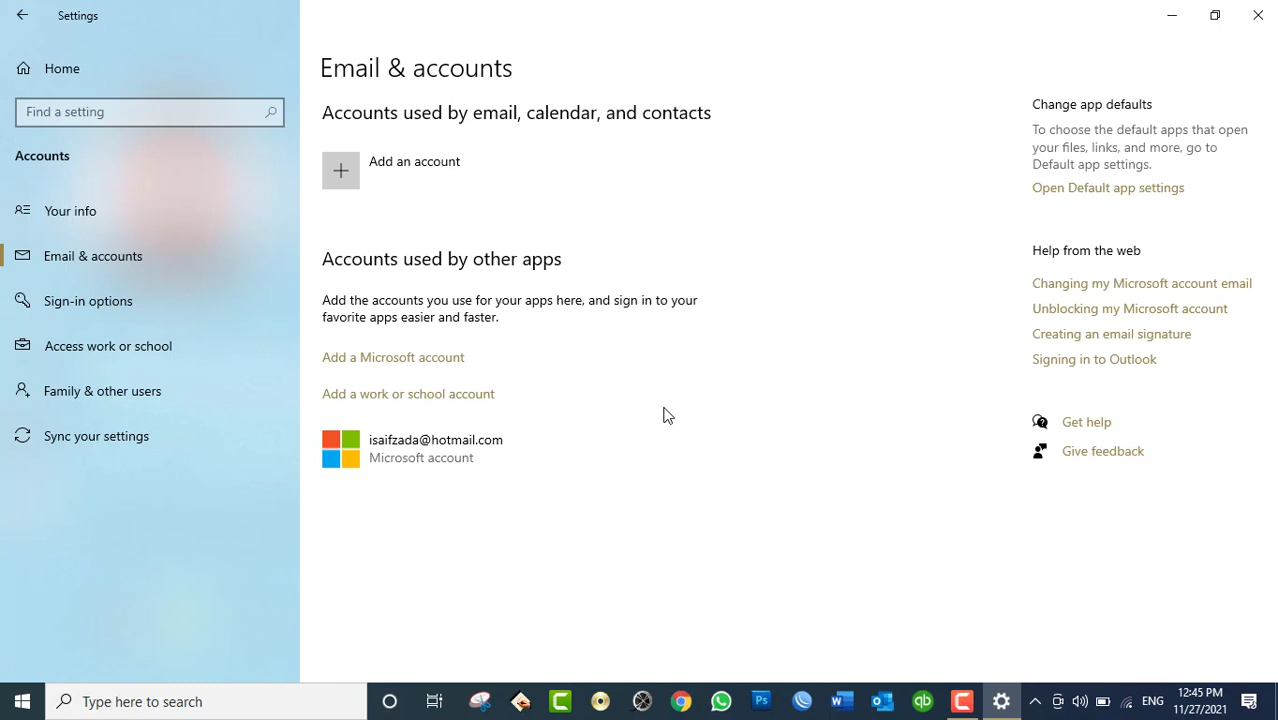 Settings
Home
Find a setting
Accounts
Your info
Email & accounts
Sign-in options
Access work or school
Family & other users
Sync your settings
Email & accounts
Accounts used by email, calendar, and contacts
Add an account
Accounts used by other apps
Add the accounts you use for your apps here, and sign in to your
favorite apps easier and faster.
Add a Microsoft account
Add a work or school account
isaifzada@hotmail.com
Microsoft account
Change app defaults
To choose the default apps that open
your files, links, and more, go to
Default app settings.
Open Default app settings
Help from the web
Changing my Microsoft account email
Unblocking my Microsoft account
Creating an email signature
Signing in to Outlook
Get help
Give feedback
Type here to search
Ps
qb
ENG
12:45 PM
11/27/2021